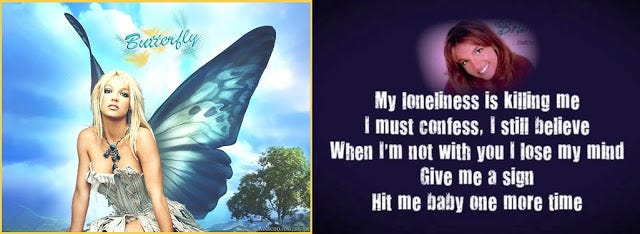 Butterfly
My loneliness is killing me
I must confess, I still believe
When I'm not with you I lose my mind
Give me a sign
Hit me baby one more time